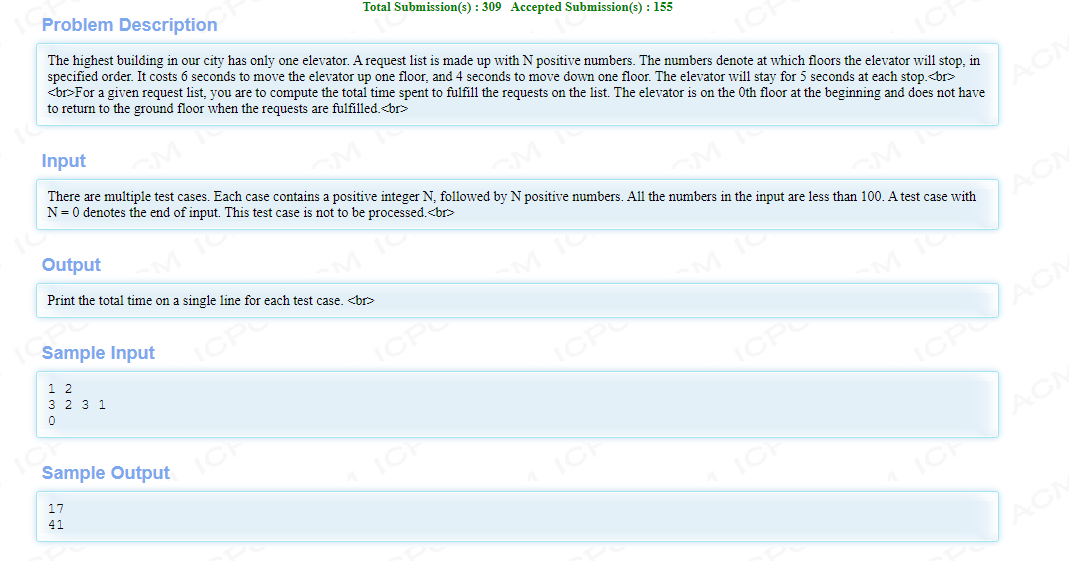 Total Submission(s) : 309 Accepted Submission(s) : 155
Problem Description
The highest building in our city has only one elevator. A request list is made up with N positive numbers. The numbers denote at which floors the elevator will stop, in
specified order. It costs 6 seconds to move the elevator up one floor, and 4 seconds to move down one floor. The elevator will stay for 5 seconds at each stop.<br>
<br>For a given request list, you are to compute the total time spent to fulfill the requests on the list. The elevator is on the 0th floor at the beginning and does not have
to return to the ground floor when the requests are fulfilled.<br>
Input
There are multiple test cases. Each case contains a positive integer N, followed by N positive numbers. All the numbers in the input are less than 100. A test case with
N = 0 denotes the end of input. This test case is not to be processed.<br>
Output
Print the total time on a single line for each test case. <br>
Sample Input
1 2
3 2 3 1
0
Sample Output
17
41